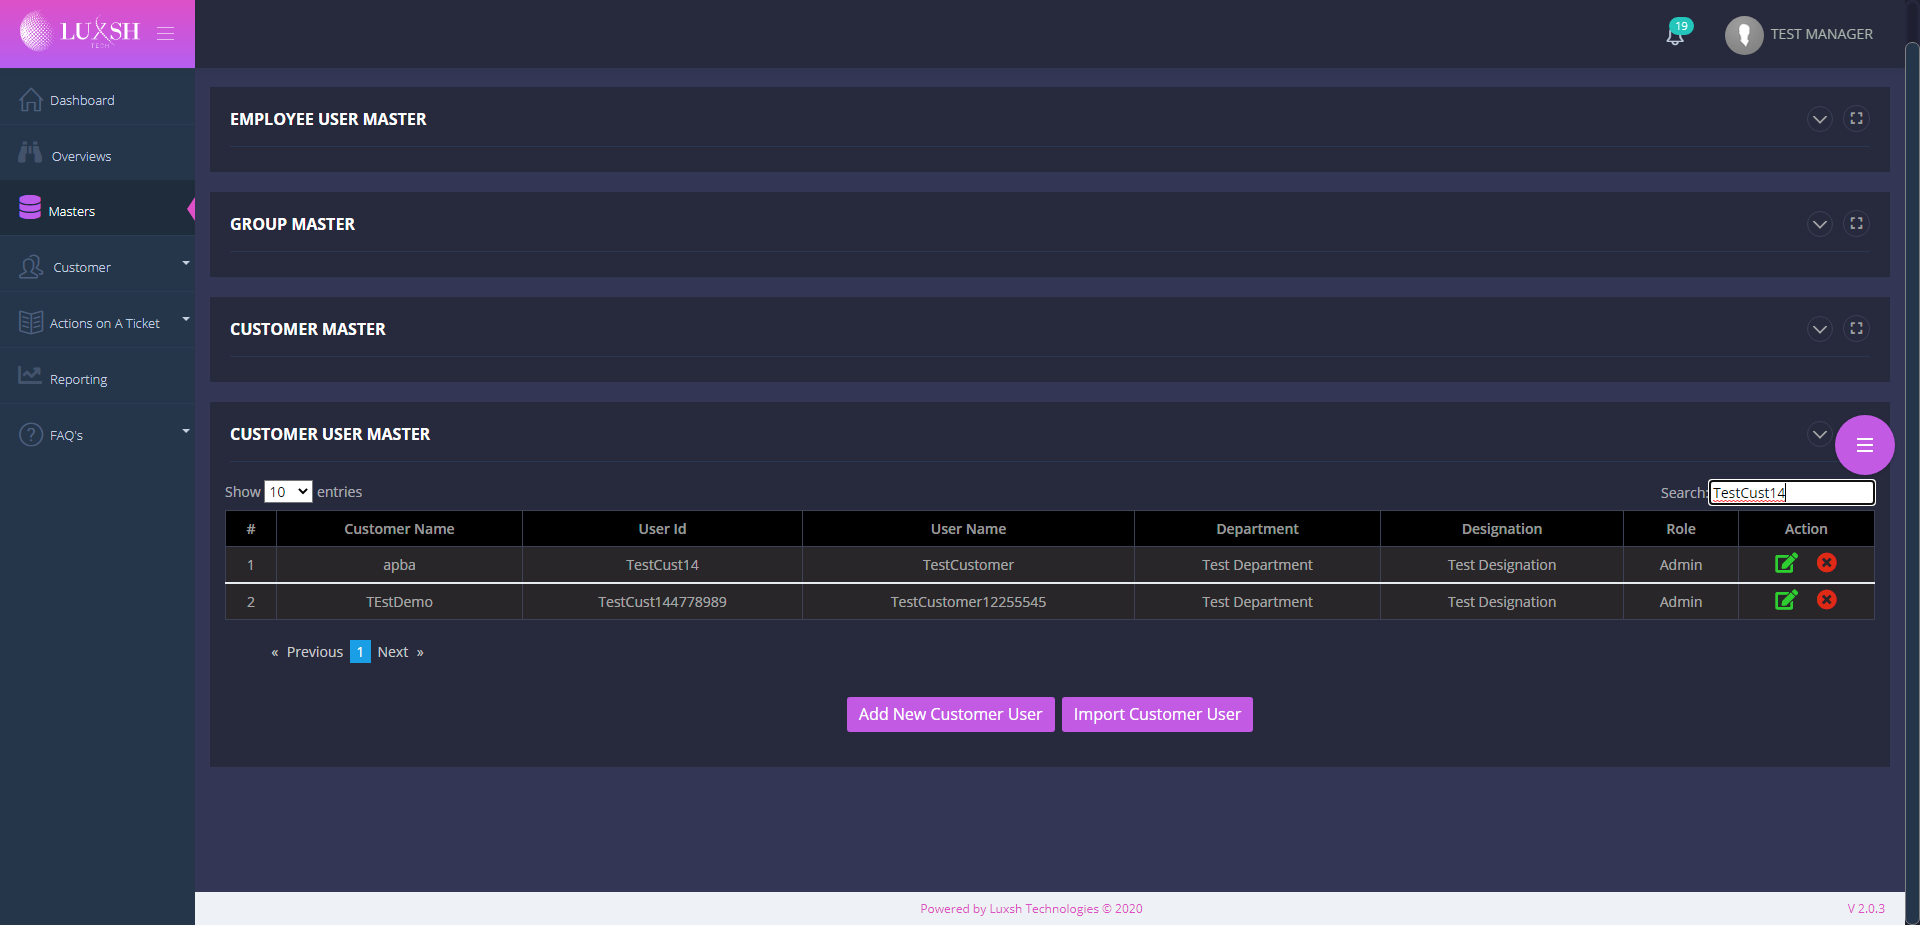 LUXSH
TECH
19
TEST MANAGER
Dashboard
Overviews
Masters
Customer
Actions on A Ticket
Reporting
FAQ's
EMPLOYEE USER MASTER
GROUP MASTER
CUSTOMER MASTER
CUSTOMER USER MASTER
Show 10 entries
Search: TestCust14
# Customer Name User Id User Name Department Designation Role Action
1 apba TestCust14 TestCustomer Test Department Test Designation Admin
2 TEstDemo TestCust144778989 TestCustomer12255545 Test Department Test Designation Admin
« Previous 1 Next »
Add New Customer User Import Customer User
Powered by Luxsh Technologies © 2020
V 2.0.3